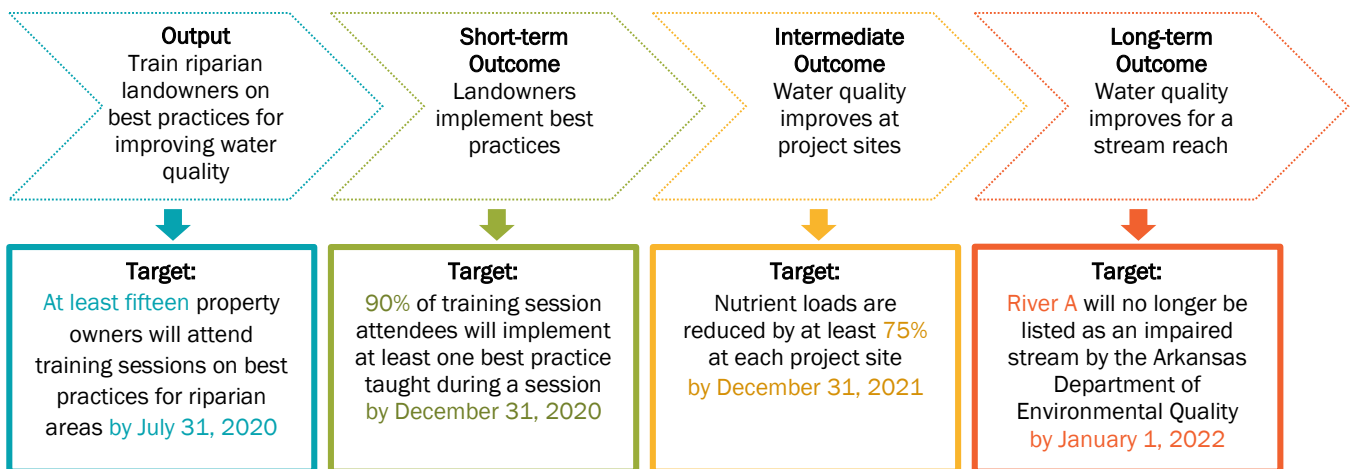 Output
Train riparian
landowners on
best practices for
improving water
quality
Short-term
Outcome
Landowners
implement best
practices
Intermediate
Outcome
Water quality
improves at
project sites
Long-term
Outcome
Water quality
improves for a
stream reach
Target:
At least fifteen property
owners will attend
training sessions on best
practices for riparian
areas by July 31, 2020
Target:
90% of training session
attendees will implement
at least one best practice
taught during a session
by December 31, 2020
Target:
Nutrient loads are
reduced by at least 75%
at each project site
by December 31, 2021
Target:
River A will no longer be
listed as an impaired
stream by the Arkansas
Department of
Environmental Quality
by January 1, 2022